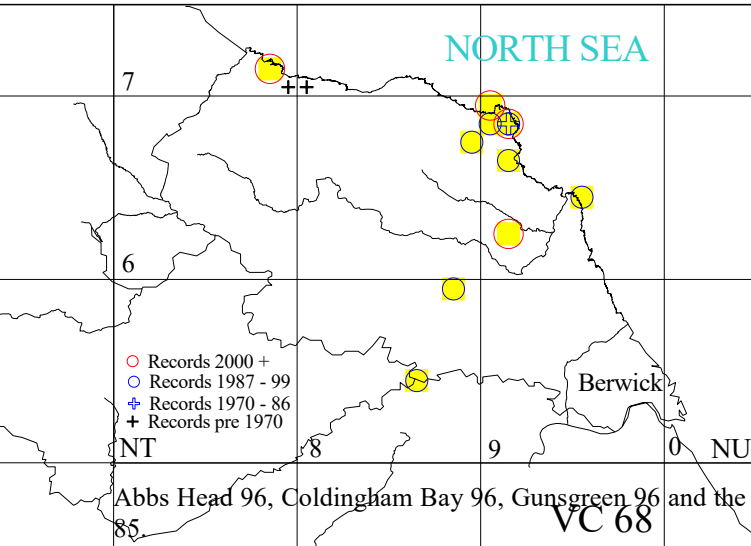 NORTH SEA
7
6
Records 2000 +
Records 1987 - 99
Records 1970 - 86
Records pre 1970
Berwick
NT
8
9
0
NU
Abbs Head 96, Coldingham Bay 96, Gunsgreen 96 and the
85.
VC 68